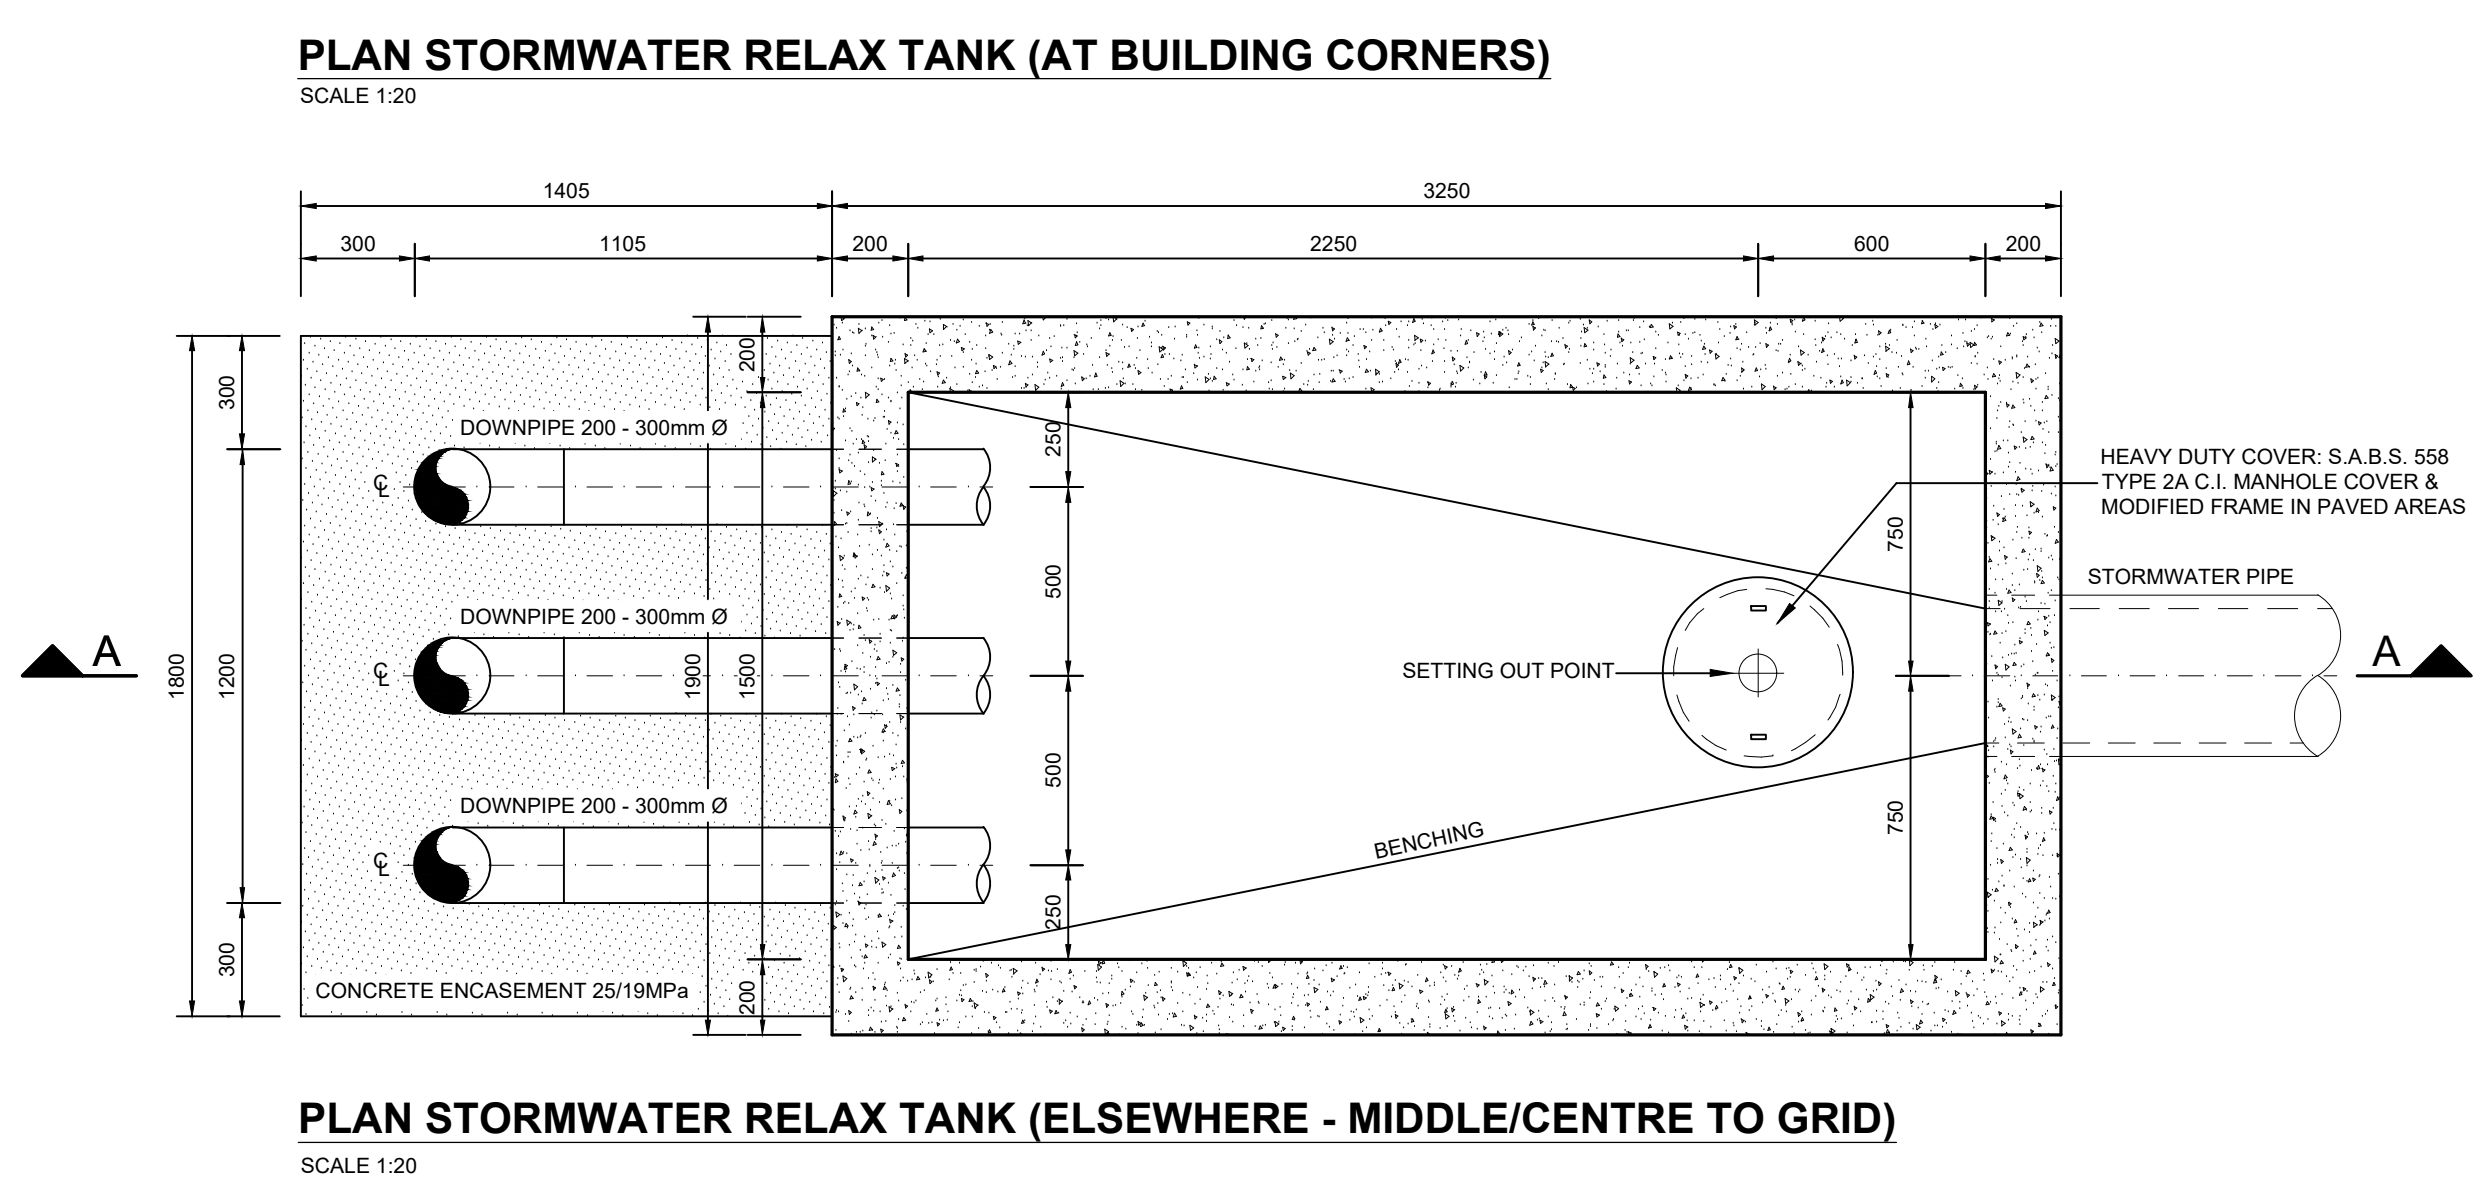 PLAN STORMWATER RELAX TANK (AT BUILDING CORNERS)
SCALE 1:20
1405
3250
300
1105
200
2250
600
200
200
300
DOWNPIPE 200 - 300mm Ø
250
HEAVY DUTY COVER: S.A.B.S. 558
TYPE 2A C.I. MANHOLE COVER &
MODIFIED FRAME IN PAVED AREAS
℄
750
500
STORMWATER PIPE
DOWNPIPE 200 - 300mm Ø
A
1800
1200
℄
1900
1500
SETTING OUT POINT
A
500
DOWNPIPE 200 - 300mm Ø
750
BENCHING
℄
250
300
CONCRETE ENCASEMENT 25/19MPa
200
PLAN STORMWATER RELAX TANK (ELSEWHERE - MIDDLE/CENTRE TO GRID)
SCALE 1:20